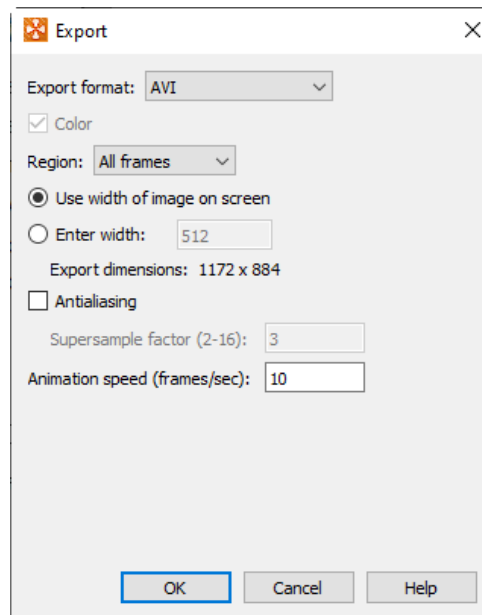 Export
Export format: AVI
Color
Region: All frames
Use width of image on screen
Enter width: 512
Export dimensions: 1172 x 884
Antialiasing
Supersample factor (2-16): 3
Animation speed (frames/sec): 10
OK Cancel Help